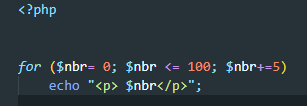 <?php
for ($nbr= 0; $nbr <= 100; $nbr+=5)
echo "<p> $nbr</p>";